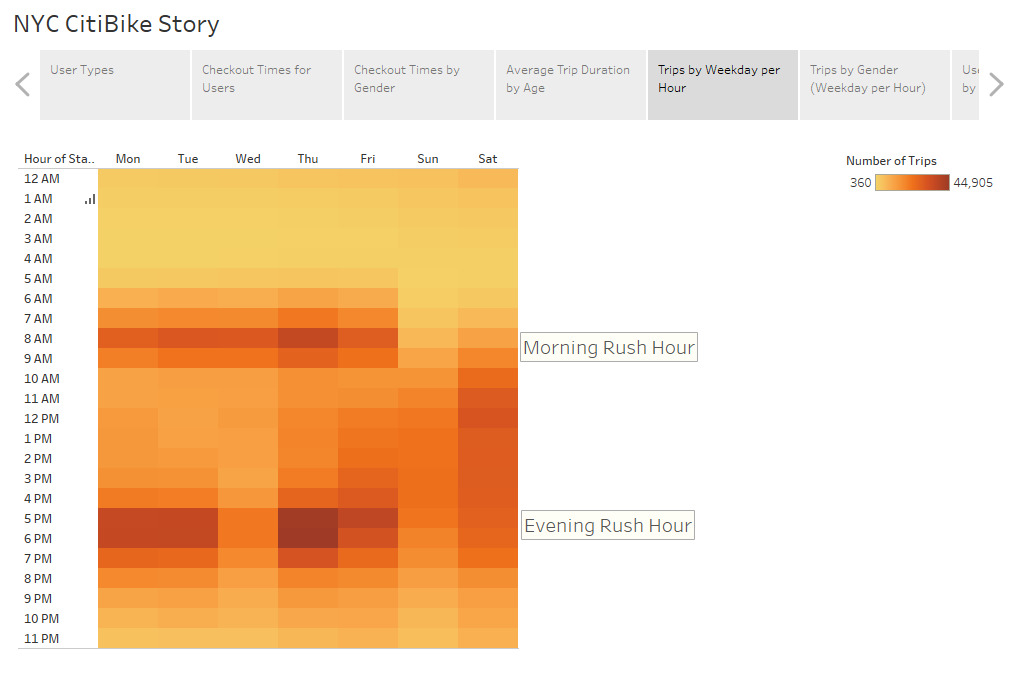 NYC CitiBike Story
User Types
Checkout Times for
Users
Checkout Times by
Gender
Average Trip Duration
by Age
Trips by Weekday per
Hour
Trips by Gender
(Weekday per Hour)
by
Hour of Sta.. Mon Tue Wed Thu Fri Sun Sat
Number of Trips
360 44,905
12 AM
1 AM
2 AM
3 AM
4 AM
5 AM
6 AM
7 AM
8 AM
Morning Rush Hour
9 AM
10 AM
11 AM
12 PM
1 PM
2 PM
3 PM
4 PM
5 PM
Evening Rush Hour
6 PM
7 PM
8 PM
9 PM
10 PM
11 PM